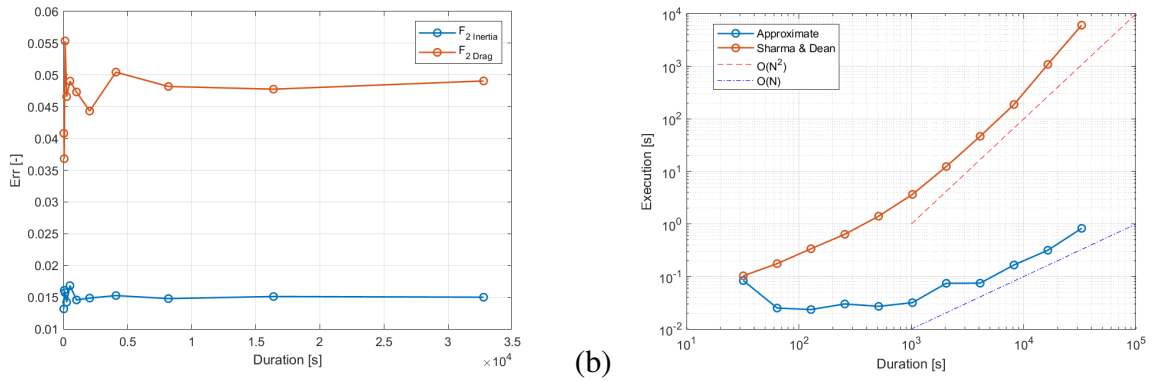 0.06
0.055
0.05
0.045
0.04
0.035
0.03
0.025
0.02
0.015
0.01
Err [-]
F2 Inertia
F2 Drag
0 0.5 1 1.5 2 2.5 3 3.5
Duration [s] ×10^4
(b)
10^4
10^3
10^2
10^1
10^0
10^-1
10^-2
Execution [s]
Approximate
Sharma & Dean
O(N^2)
O(N)
10^1 10^2 10^3 10^4 10^5
Duration [s]